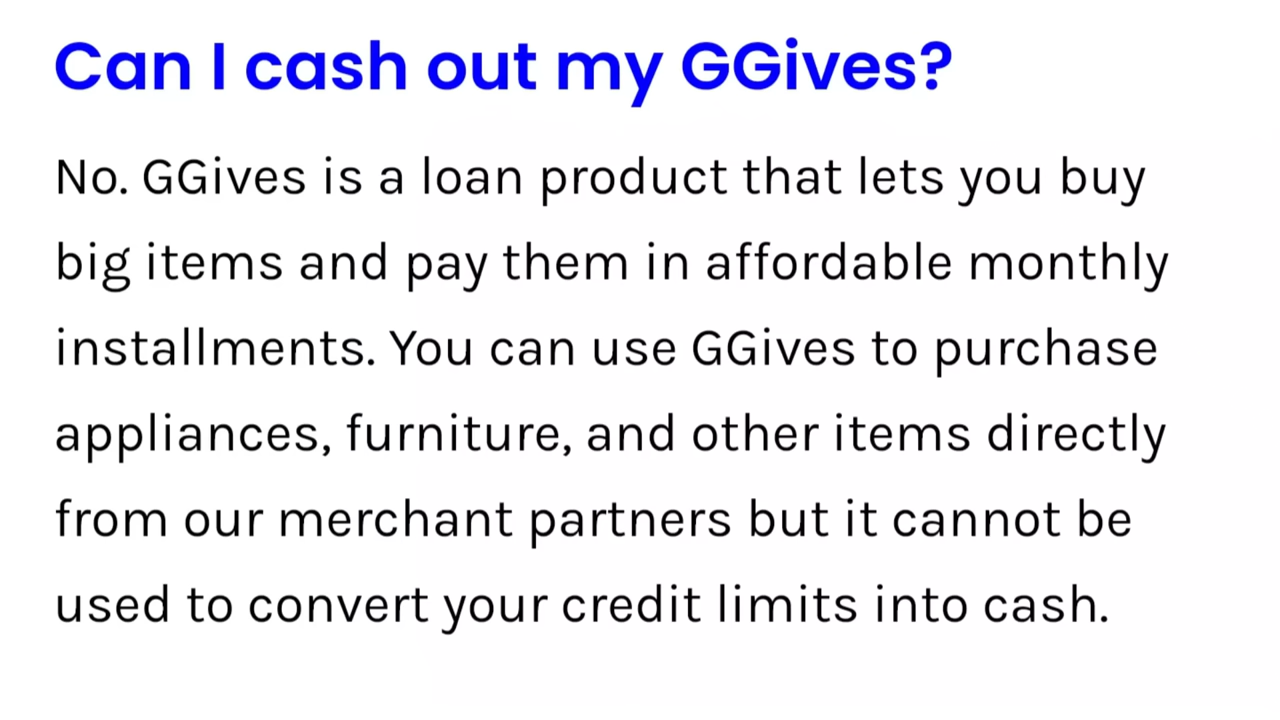 Can I cash out my GGives?
No. GGives is a loan product that lets you buy
big items and pay them in affordable monthly
installments. You can use GGives to purchase
appliances, furniture, and other items directly
from our merchant partners but it cannot be
used to convert your credit limits into cash.